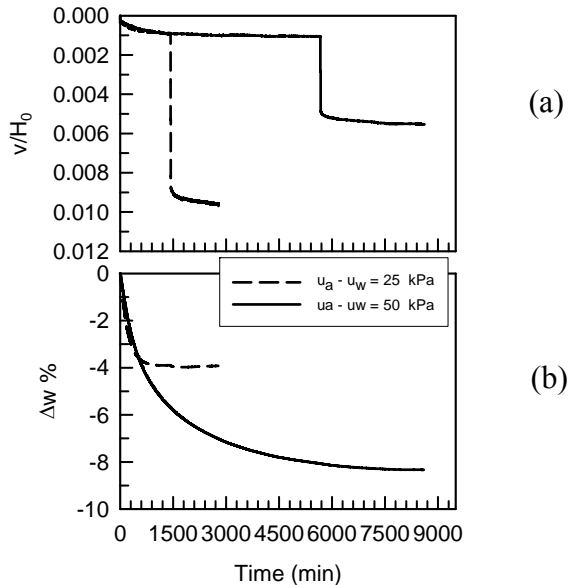 0.000
0.002
0.004
0.006
0.008
0.010
0.012
v/H0
(a)
ua - uw = 25 kPa
ua - uw = 50 kPa
0
-2
-4
-6
-8
-10
Δw %
(b)
0 1500 3000 4500 6000 7500 9000
Time (min)